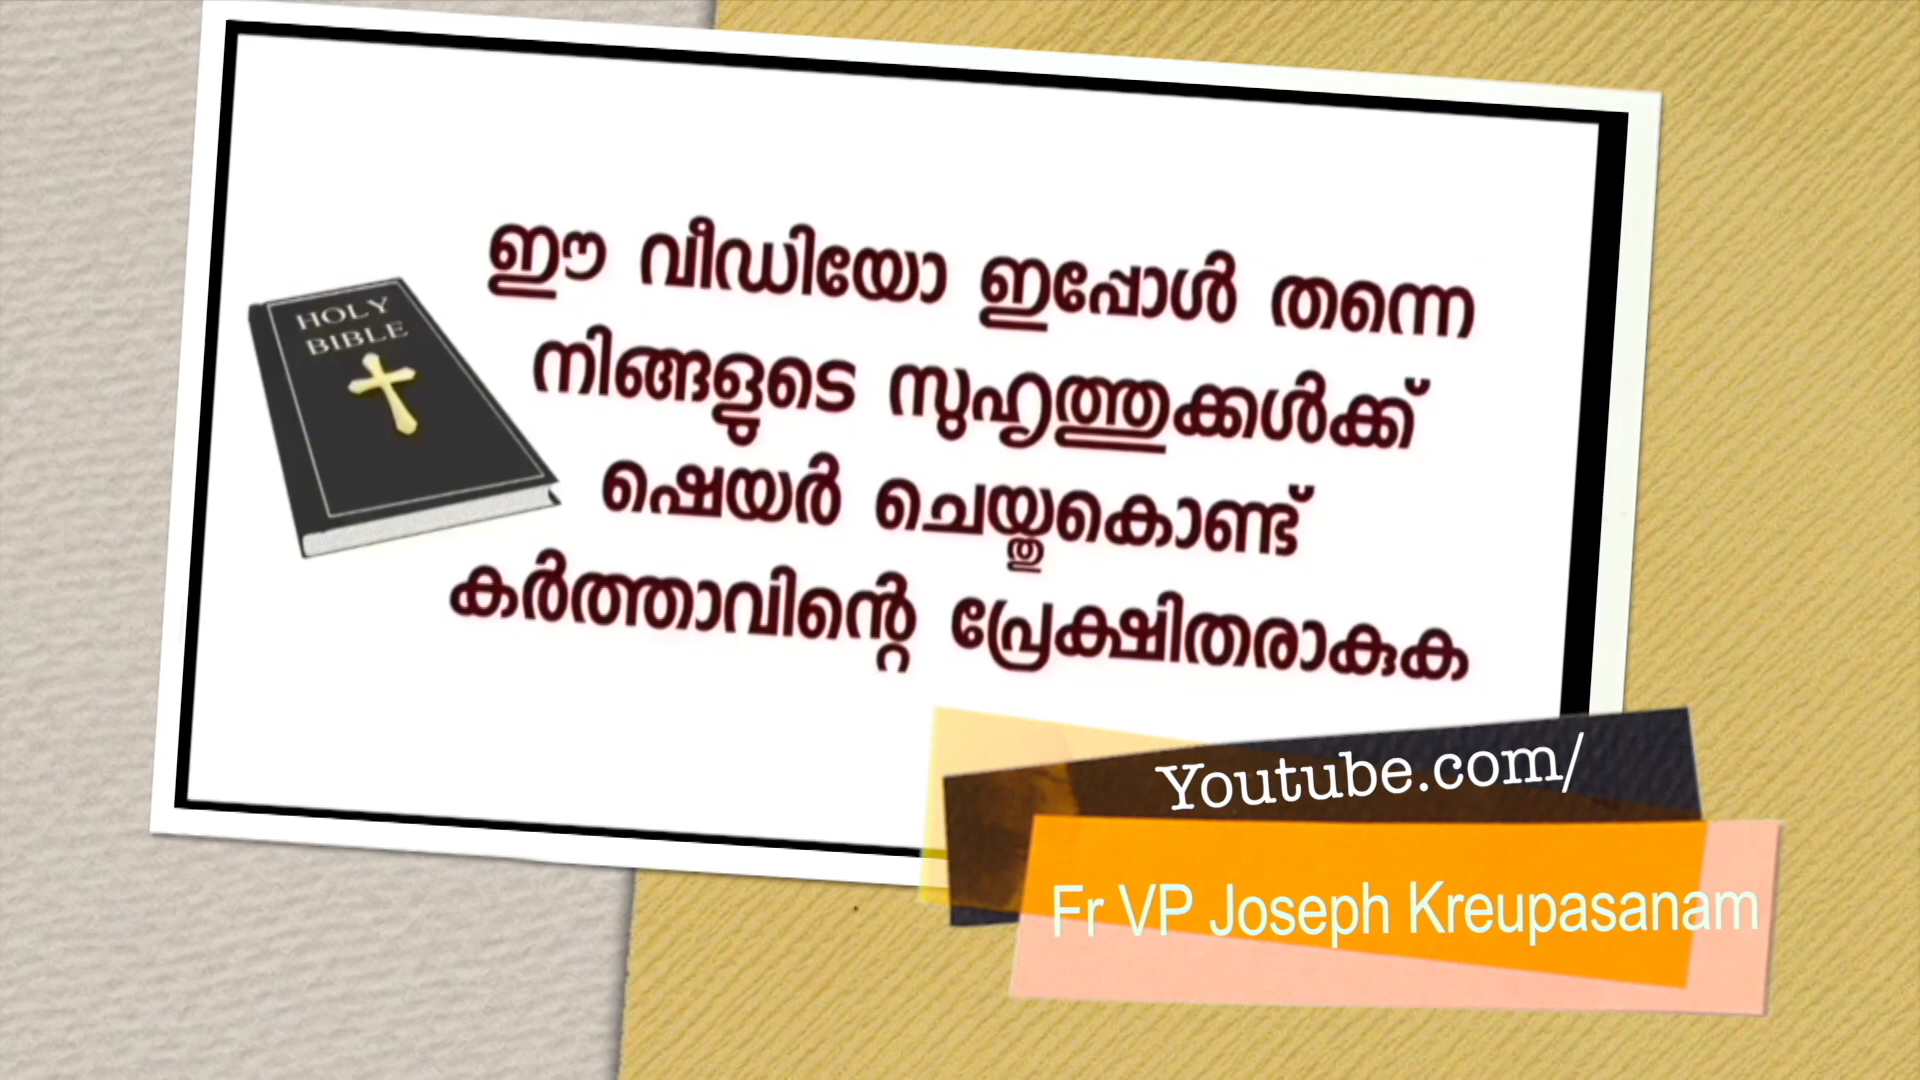 HOLY
BIBLE
ഈ വീഡിയോ ഇപ്പോൾ തന്നെ
നിങ്ങളുടെ സുഹൃത്തുക്കൾക്ക്
ഷെയർ ചെയ്തുകൊണ്ട്
കർത്താവിന്റെ പ്രേക്ഷിതരാകുക
Youtube.com/
Fr VP Joseph Kreupasanam